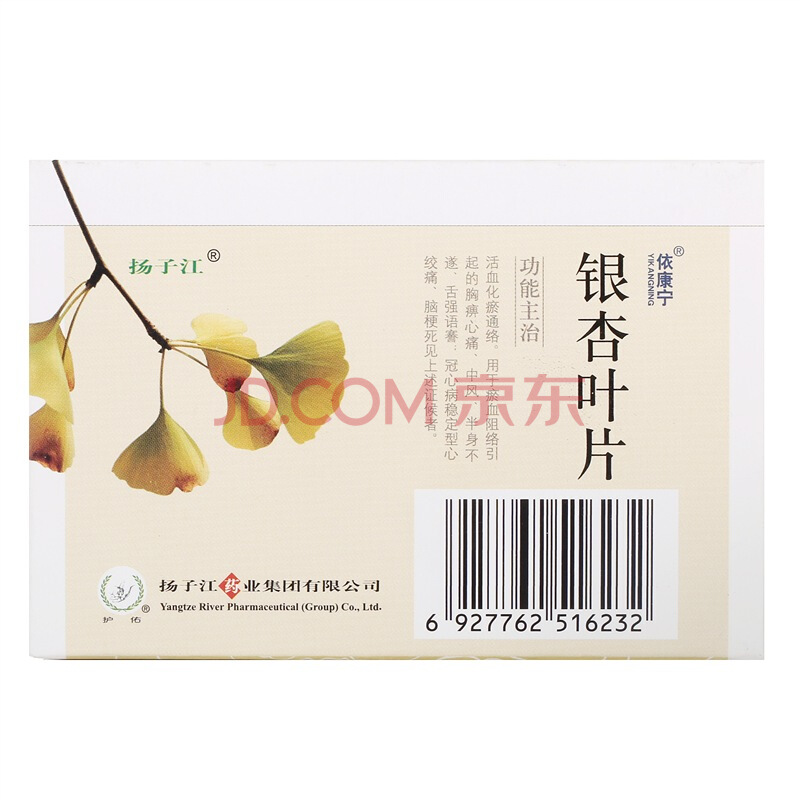 扬子江®
依康宁®
YIKANGNING
银杏叶片
功能主治
活血化瘀通络。用于瘀血阻络引
起的胸痹心痛、中风、半身不
遂、舌强语謇；冠心病稳定型心
绞痛、脑梗死见上述证候者。
JD.COM京东
护佑®
扬子江药业集团有限公司
Yangtze River Pharmaceutical (Group) Co., Ltd.
6 927762 516232